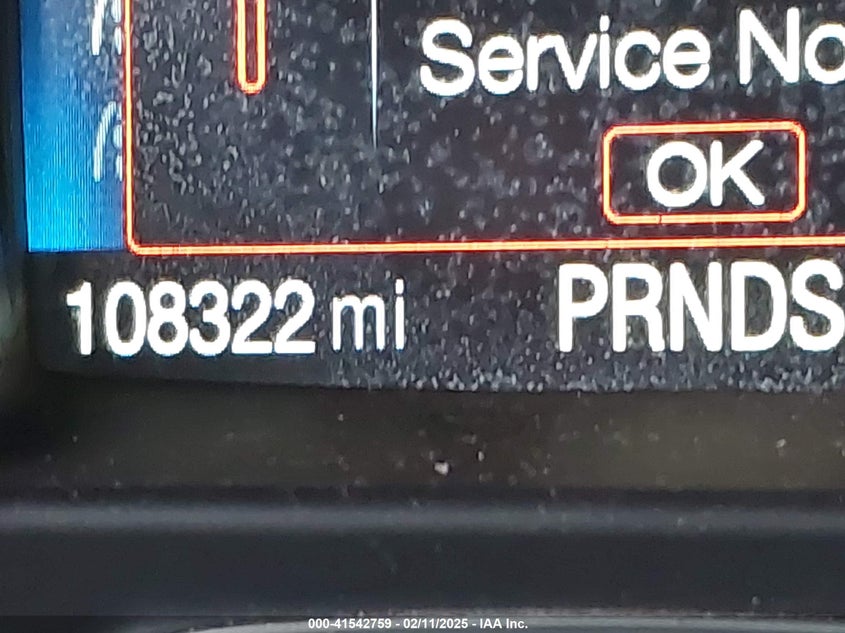 Service No
OK
108322 mi
PRNDS
000-41542759 - 02/11/2025 - IAA Inc.